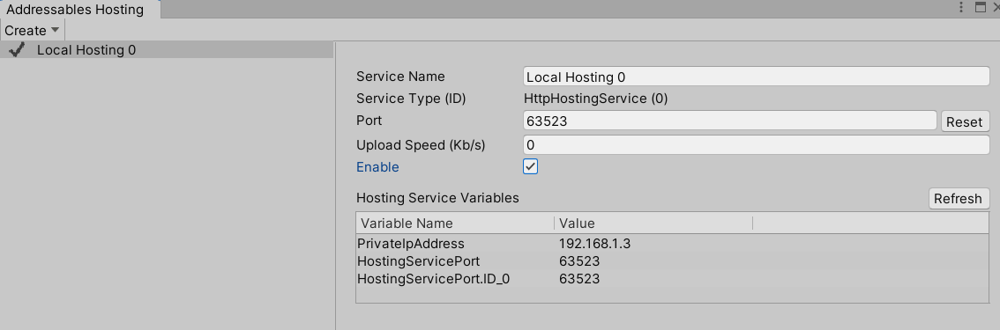 Addressables Hosting
Create
Local Hosting 0
Service Name Local Hosting 0
Service Type (ID) HttpHostingService (0)
Port 63523 Reset
Upload Speed (Kb/s) 0
Enable
Hosting Service Variables Refresh
Variable Name Value
PrivateIpAddress 192.168.1.3
HostingServicePort 63523
HostingServicePort.ID_0 63523